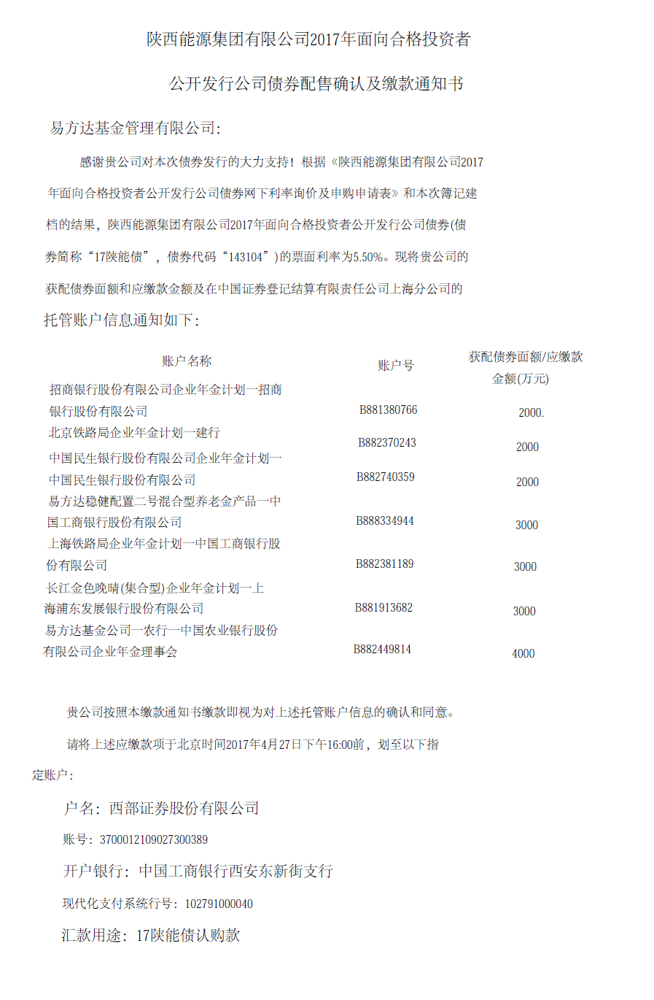 陕西能源集团有限公司2017年面向合格投资者
公开发行公司债券配售确认及缴款通知书
易方达基金管理有限公司：
感谢贵公司对本次债券发行的大力支持！根据《陕西能源集团有限公司2017
年面向合格投资者公开发行公司债券网下利率询价及申购申请表》和本次簿记建
档的结果，陕西能源集团有限公司2017年面向合格投资者公开发行公司债券(债
券简称“17陕能债”，债券代码“143104”)的票面利率为5.50%。现将贵公司的
获配债券面额和应缴款金额及在中国证券登记结算有限责任公司上海分公司的
托管账户信息通知如下：
账户名称 账户号 获配债券面额/应缴款
金额(万元)
招商银行股份有限公司企业年金计划一招商
银行股份有限公司 B881380766 2000.
北京铁路局企业年金计划一建行
B882370243 2000
中国民生银行股份有限公司企业年金计划一
中国民生银行股份有限公司 B882740359 2000
易方达稳健配置二号混合型养老金产品一中
国工商银行股份有限公司 B888334944 3000
上海铁路局企业年金计划一中国工商银行股
份有限公司 B882381189 3000
长江金色晚晴(集合型)企业年金计划一上
海浦东发展银行股份有限公司 B881913682 3000
易方达基金公司一农行一中国农业银行股份
有限公司企业年金理事会 B882449814 4000
贵公司按照本缴款通知书缴款即视为对上述托管账户信息的确认和同意。
请将上述应缴款项于北京时间2017年4月27日下午16:00前，划至以下指
定账户：
户名：西部证券股份有限公司
账号：3700012109027300389
开户银行：中国工商银行西安东新街支行
现代化支付系统行号：102791000040
汇款用途：17陕能债认购款